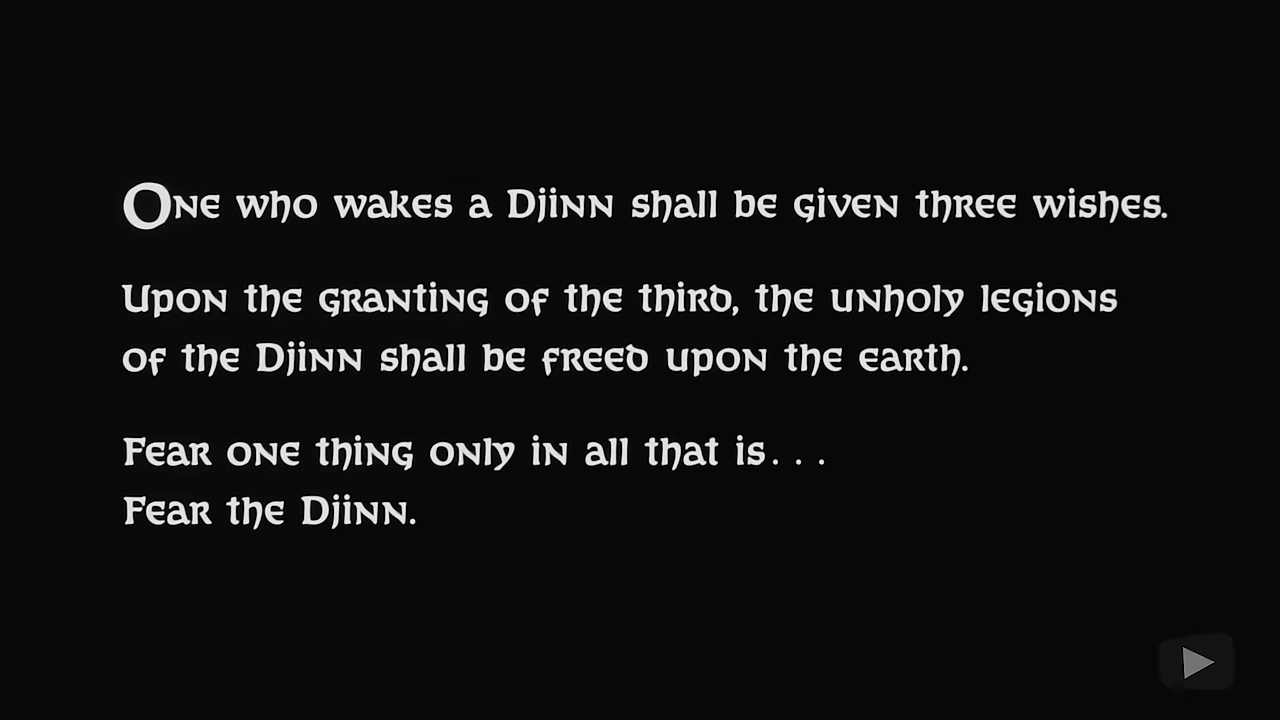 One who wakes a Djinn shall be given three wishes.
Upon the granting of the third, the unholy legions
of the Djinn shall be freed upon the earth.
Fear one thing only in all that is...
Fear the Djinn.